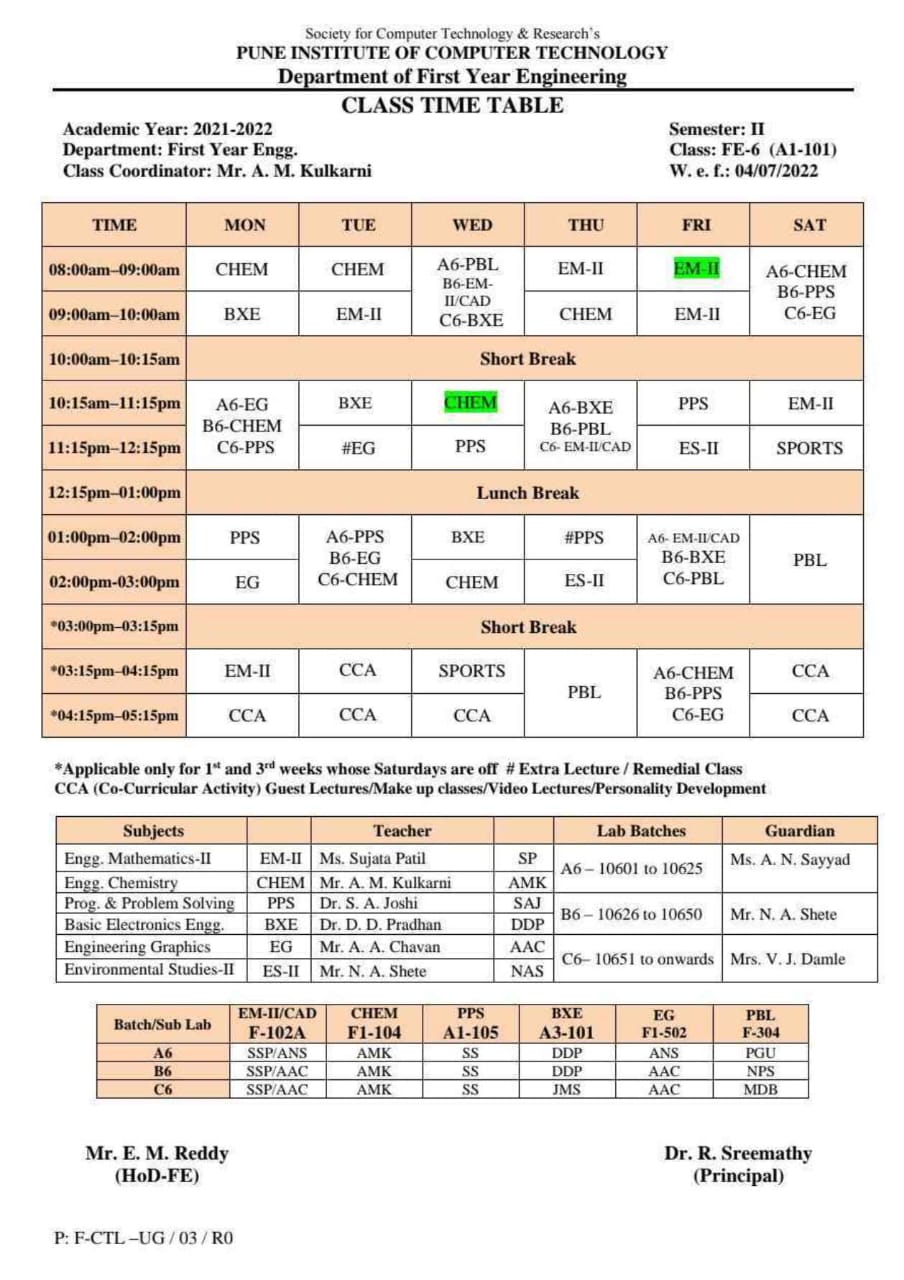 Society for Computer Technology & Research's
PUNE INSTITUTE OF COMPUTER TECHNOLOGY
Department of First Year Engineering
CLASS TIME TABLE
Academic Year: 2021-2022 Semester: II
Department: First Year Engg. Class: FE-6 (A1-101)
Class Coordinator: Mr. A. M. Kulkarni W. e. f.: 04/07/2022
TIME MON TUE WED THU FRI SAT
08:00am–09:00am CHEM CHEM A6-PBL EM-II EM-II A6-CHEM
B6-EM- B6-PPS
II/CAD
09:00am–10:00am BXE EM-II C6-BXE CHEM EM-II C6-EG
10:00am–10:15am Short Break
10:15am–11:15pm A6-EG BXE CHEM A6-BXE PPS EM-II
B6-CHEM B6-PBL
11:15pm–12:15pm C6-PPS #EG PPS C6- EM-II/CAD ES-II SPORTS
12:15pm–01:00pm Lunch Break
01:00pm–02:00pm PPS A6-PPS BXE #PPS A6- EM-II/CAD PBL
B6-EG B6-BXE
02:00pm-03:00pm EG C6-CHEM CHEM ES-II C6-PBL
*03:00pm–03:15pm Short Break
*03:15pm–04:15pm EM-II CCA SPORTS PBL A6-CHEM CCA
B6-PPS
*04:15pm–05:15pm CCA CCA CCA C6-EG CCA
*Applicable only for 1st and 3rd weeks whose Saturdays are off # Extra Lecture / Remedial Class
CCA (Co-Curricular Activity) Guest Lectures/Make up classes/Video Lectures/Personality Development
Subjects Teacher Lab Batches Guardian
Engg. Mathematics-II EM-II Ms. Sujata Patil SP A6 – 10601 to 10625 Ms. A. N. Sayyad
Engg. Chemistry CHEM Mr. A. M. Kulkarni AMK
Prog. & Problem Solving PPS Dr. S. A. Joshi SAJ B6 – 10626 to 10650 Mr. N. A. Shete
Basic Electronics Engg. BXE Dr. D. D. Pradhan DDP
Engineering Graphics EG Mr. A. A. Chavan AAC C6– 10651 to onwards Mrs. V. J. Damle
Environmental Studies-II ES-II Mr. N. A. Shete NAS
Batch/Sub Lab EM-II/CAD CHEM PPS BXE EG PBL
F-102A F1-104 A1-105 A3-101 F1-502 F-304
A6 SSP/ANS AMK SS DDP ANS PGU
B6 SSP/AAC AMK SS DDP AAC NPS
C6 SSP/AAC AMK SS JMS AAC MDB
Mr. E. M. Reddy Dr. R. Sreemathy
(HoD-FE) (Principal)
P: F-CTL –UG / 03 / R0